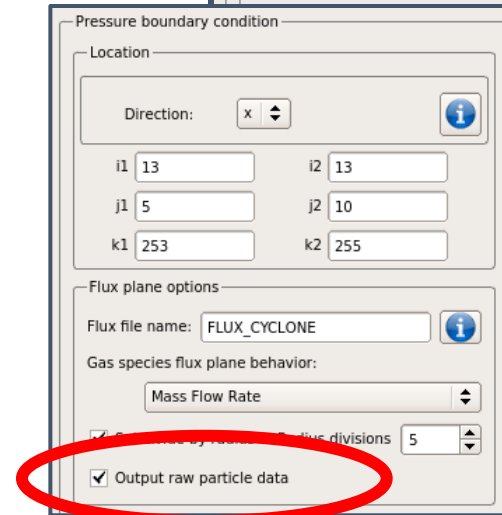 Pressure boundary condition
Location
Direction: x
i1 13 i2 13
j1 5 j2 10
k1 253 k2 255
Flux plane options
Flux file name: FLUX_CYCLONE
Gas species flux plane behavior:
Mass Flow Rate
by divisions 5
Output raw particle data